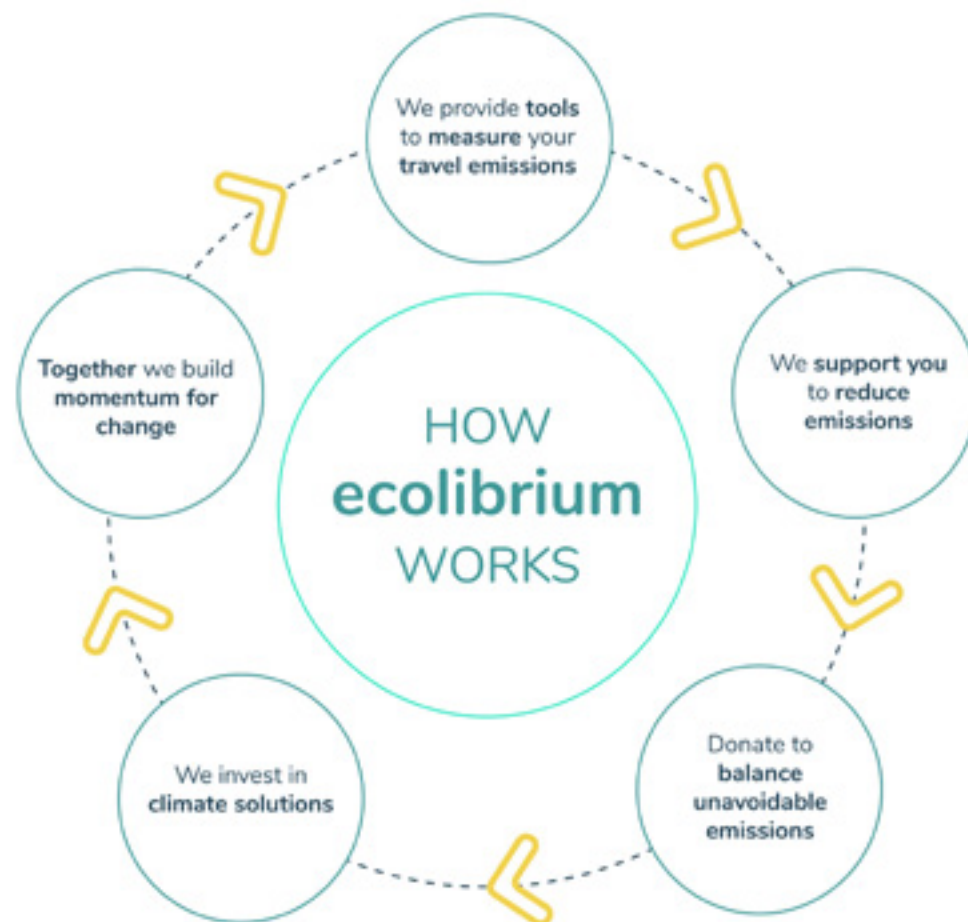 We provide tools
to measure your
travel emissions
We support you
to reduce
emissions
Donate to
balance
unavoidable
emissions
We invest in
climate solutions
Together we build
momentum for
change
HOW
ecolibrium
WORKS